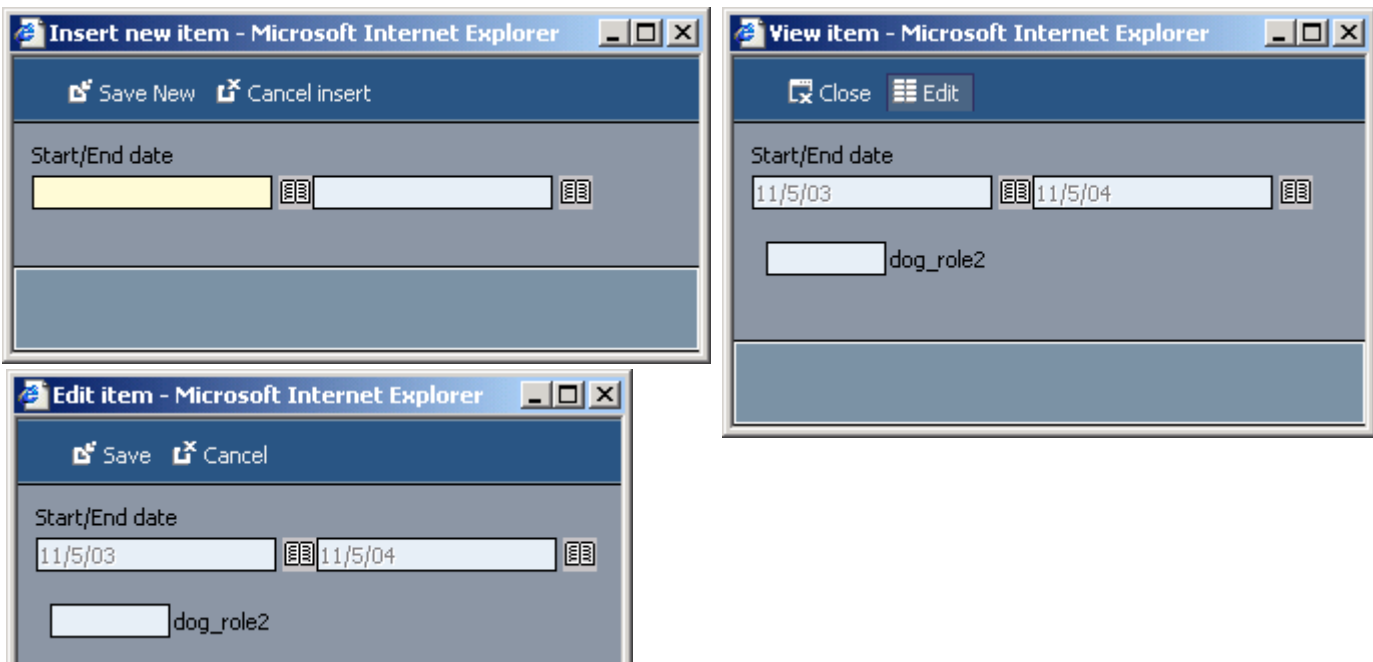 Insert new item - Microsoft Internet Explorer
Save New Cancel insert
Start/End date
View item - Microsoft Internet Explorer
Close Edit
Start/End date
11/5/03 11/5/04
dog_role2
Edit item - Microsoft Internet Explorer
Save Cancel
Start/End date
11/5/03 11/5/04
dog_role2